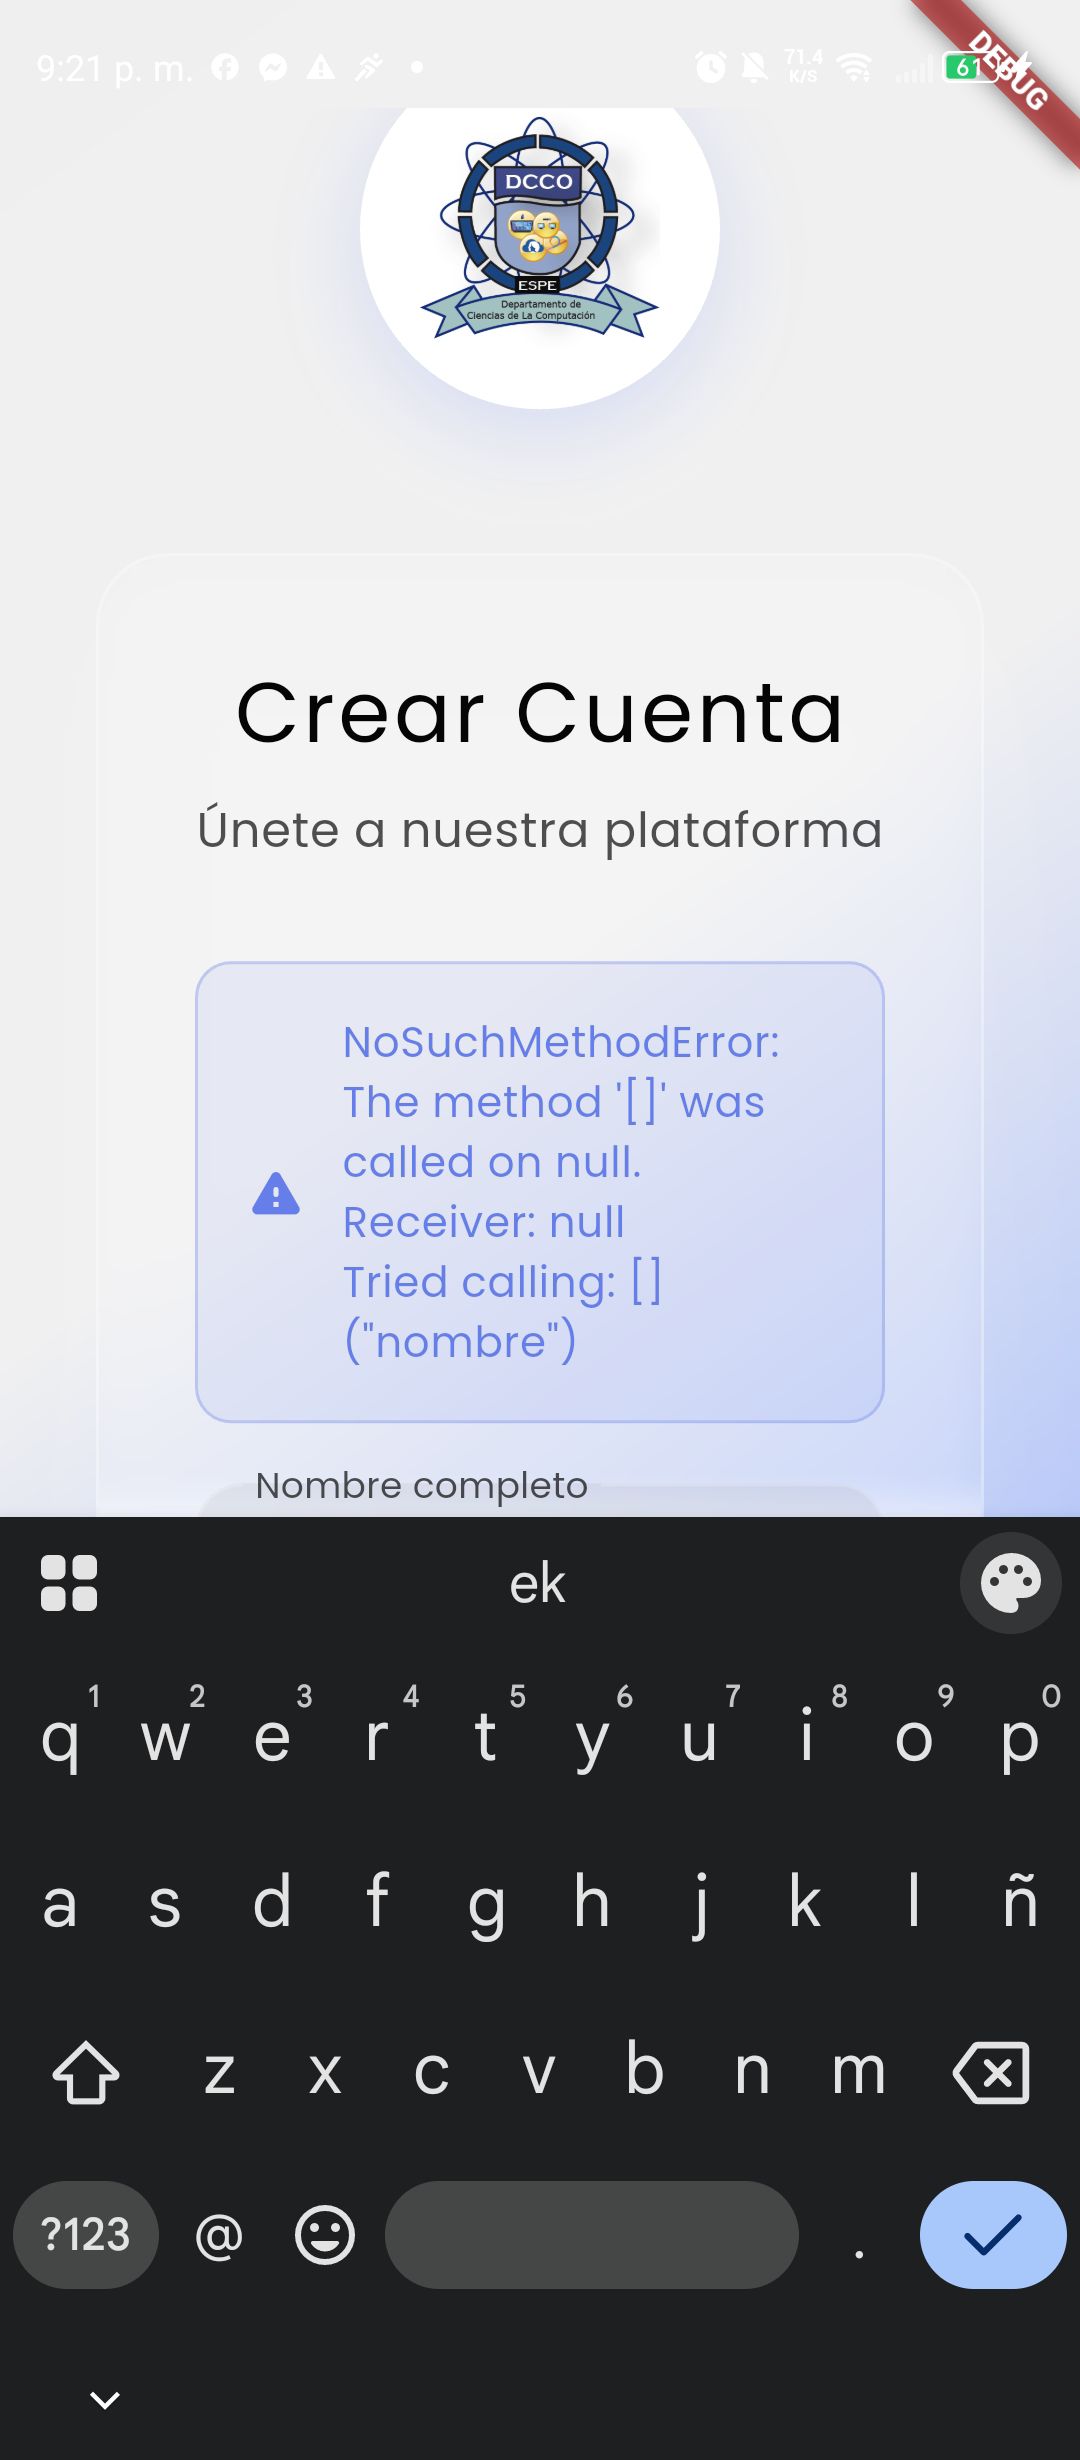 9:21 p. m.
71.4
K/S
61
DEBUG
DCCO
ESPE
Departamento de
Ciencias de La Computación
Crear Cuenta
Únete a nuestra plataforma
NoSuchMethodError:
The method '[]' was
called on null.
Receiver: null
Tried calling: []
("nombre")
Nombre completo
ek
1 2 3 4 5 6 7 8 9 0
q w e r t y u i o p
a s d f g h j k l ñ
z x c v b n m
?123 @ .